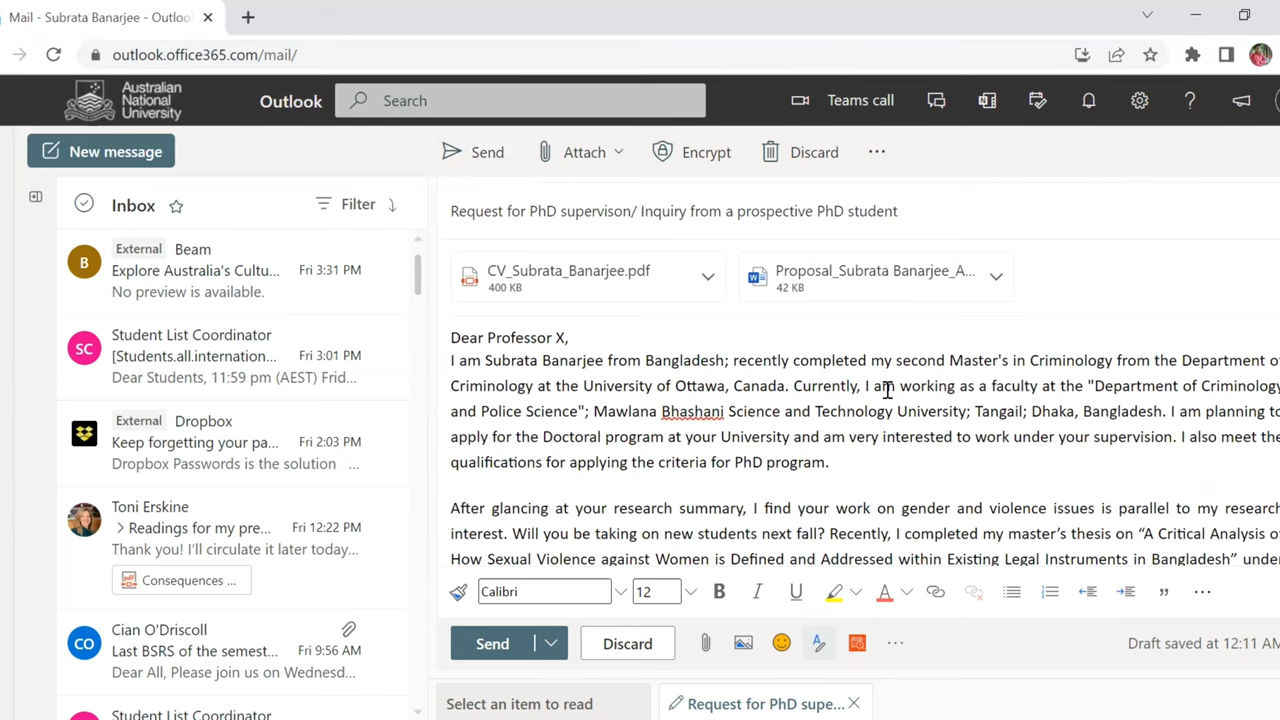 Mail - Subrata Banarjee - Outloo
outlook.office365.com/mail/
Australian
National
University
Outlook
Search
Teams call
New message
Send
Attach
Encrypt
Discard
Inbox
Filter
Request for PhD supervison/ Inquiry from a prospective PhD student
External Beam
Explore Australia's Cultu... Fri 3:31 PM
No preview is available.
Student List Coordinator
[Students.all.internation... Fri 3:01 PM
Dear Students, 11:59 pm (AEST) Frid...
External Dropbox
Keep forgetting your pa... Fri 2:03 PM
Dropbox Passwords is the solution ...
Toni Erskine
Readings for my pre... Fri 12:22 PM
Thank you! I'll circulate it later today...
Consequences ...
CO
Cian O'Driscoll
Last BSRS of the semest... Fri 9:56 AM
Dear All, Please join us on Wednesd...
Student List Coordinator
B
SC
CV_Subrata_Banarjee.pdf
400 KB
Proposal_Subrata Banarjee_A...
42 KB
Dear Professor X,
I am Subrata Banarjee from Bangladesh; recently completed my second Master's in Criminology from the Department of
Criminology at the University of Ottawa, Canada. Currently, I am working as a faculty at the "Department of Criminology
and Police Science"; Mawlana Bhashani Science and Technology University; Tangail; Dhaka, Bangladesh. I am planning to
apply for the Doctoral program at your University and am very interested to work under your supervision. I also meet the
qualifications for applying the criteria for PhD program.
After glancing at your research summary, I find your work on gender and violence issues is parallel to my research
interest. Will you be taking on new students next fall? Recently, I completed my master's thesis on “A Critical Analysis of
How Sexual Violence against Women is Defined and Addressed within Existing Legal Instruments in Bangladesh” under
Calibri
12
B I U
Send
Discard
Draft saved at 12:11 AM
Select an item to read
Request for PhD supe...